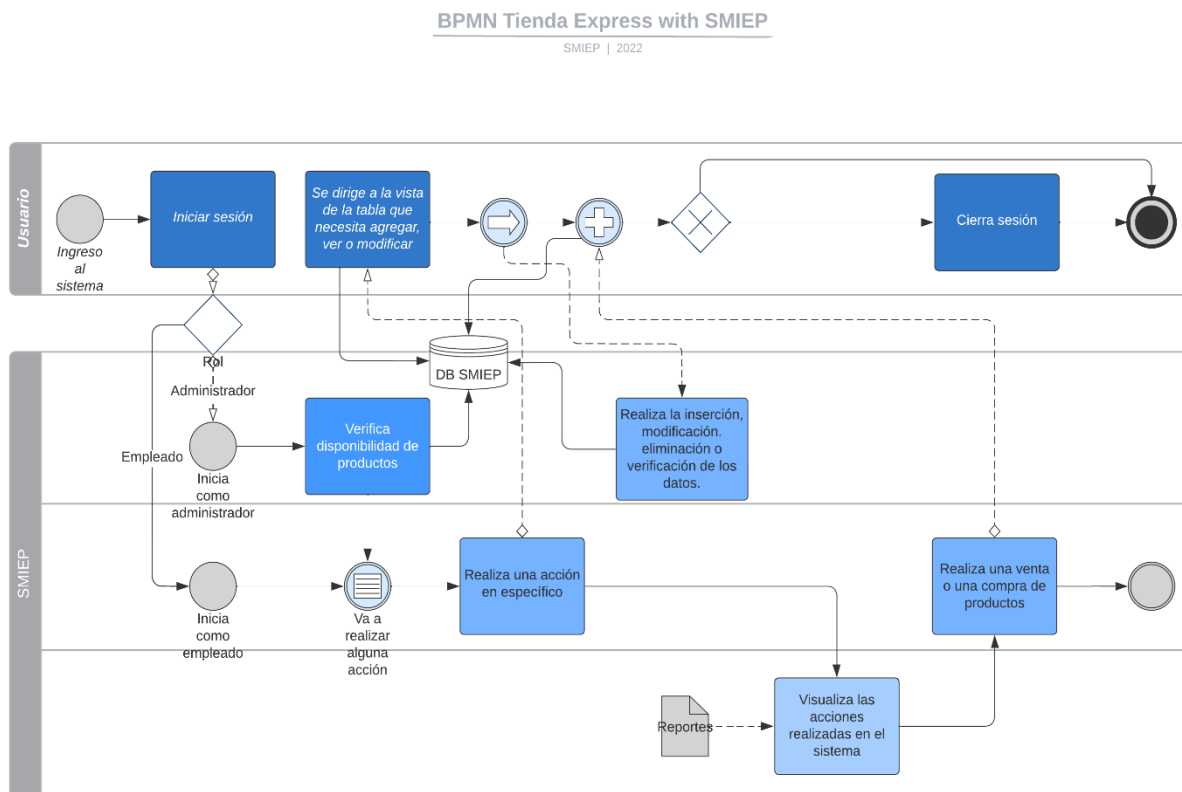 BPMN Tienda Express with SMIEP
SMIEP | 2022
Usuario
Ingreso
al
sistema
Iniciar sesión
Se dirige a la vista
de la tabla que
necesita agregar,
ver o modificar
Cierra sesión
Rol
Administrador
Empleado
DB SMIEP
SMIEP
Inicia
como
administrador
Verifica
disponibilidad de
productos
Realiza la inserción,
modificación.
eliminación o
verificación de los
datos.
Inicia
como
empleado
Va a
realizar
alguna
acción
Realiza una acción
en específico
Realiza una venta
o una compra de
productos
Reportes
Visualiza las
acciones
realizadas en el
sistema